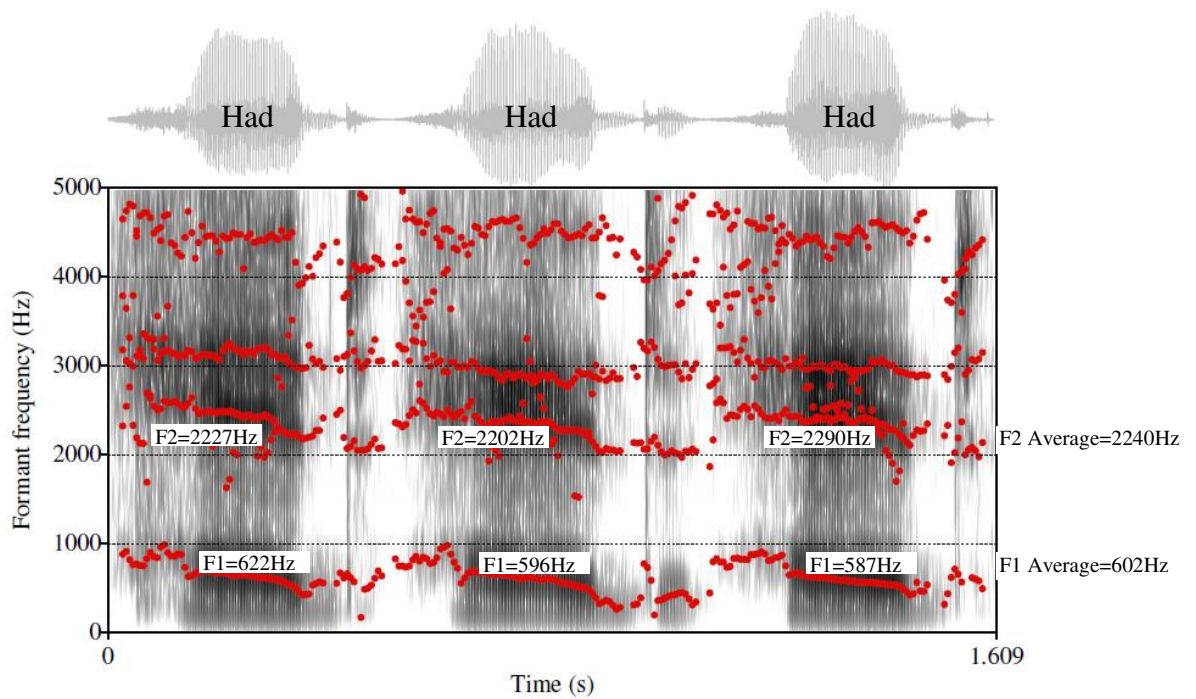 Had Had Had
5000
4000
3000
F2=2227Hz F2=2202Hz F2=2290Hz F2 Average=2240Hz
2000
1000
F1=622Hz F1=596Hz F1=587Hz F1 Average=602Hz
0
Formant frequency (Hz)
0 1.609
Time (s)